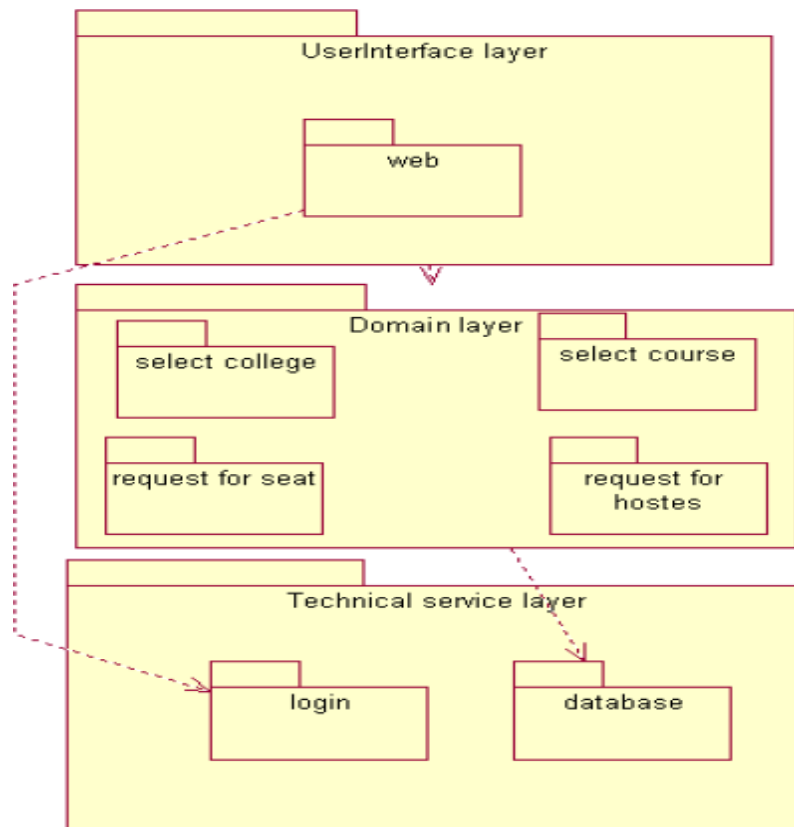 UserInterface layer
web
Domain layer
select college
select course
request for seat
request for
hostes
Technical service layer
login
database